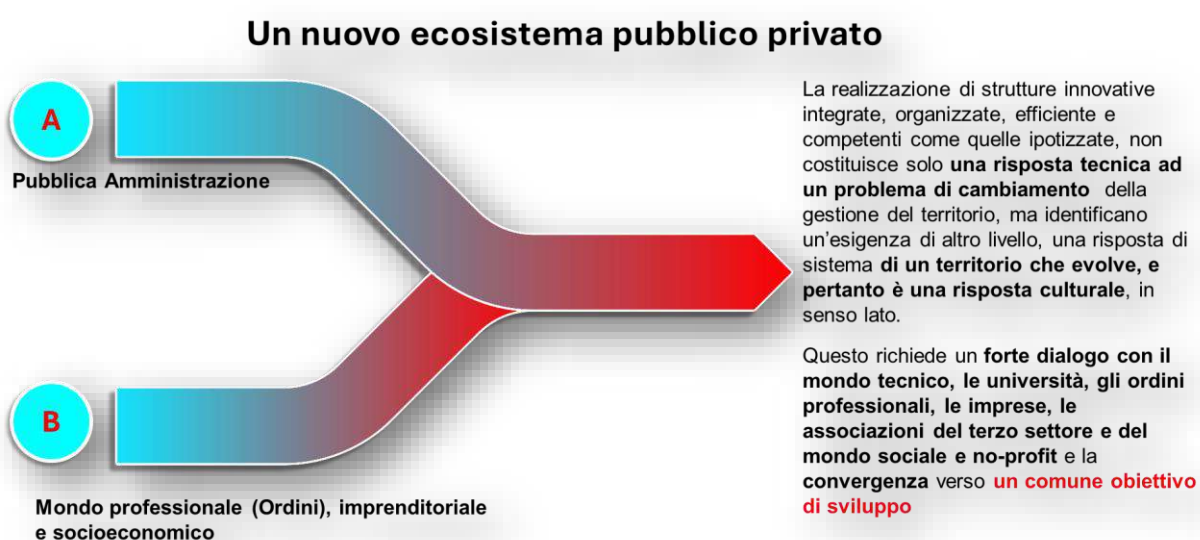 Un nuovo ecosistema pubblico privato
A
Pubblica Amministrazione
B
Mondo professionale (Ordini), imprenditoriale
e socioeconomico
La realizzazione di strutture innovative
integrate, organizzate, efficiente e
competenti come quelle ipotizzate, non
costituisce solo una risposta tecnica ad
un problema di cambiamento della
gestione del territorio, ma identificano
un'esigenza di altro livello, una risposta di
sistema di un territorio che evolve, e
pertanto è una risposta culturale, in
senso lato.
Questo richiede un forte dialogo con il
mondo tecnico, le università, gli ordini
professionali, le imprese, le
associazioni del terzo settore e del
mondo sociale e no-profit e la
convergenza verso un comune obiettivo
di sviluppo